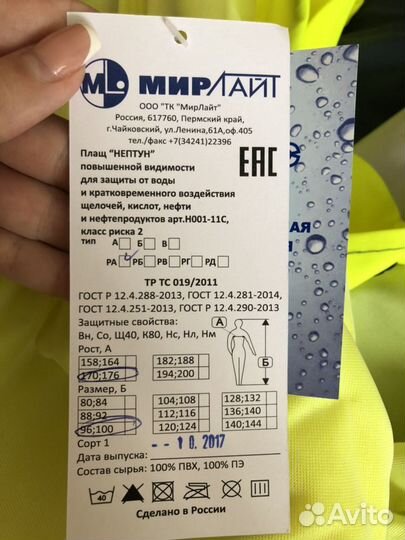 МИРЛАЙТ
ООО "ТК "МирЛайт"
Россия, 617760, Пермский край,
г.Чайковский, ул.Ленина,61А,оф.405
тел./факс +7(34241)22396
Плащ "НЕПТУН"
повышенной видимости
для защиты от воды
и кратковременного воздействия
щелочей, кислот, нефти
и нефтепродуктов арт.Н001-11С,
класс риска 2
ЕАС
тип А Б В
РА РБ РВ РГ РД
ТР ТС 019/2011
ГОСТ Р 12.4.288-2013, ГОСТ Р 12.4.281-2014,
ГОСТ Р 12.4.251-2013, ГОСТ Р 12.4.290-2013
Защитные свойства:
Вн, Со, Щ40, К80, Нс, Нл, Нм
Рост, А
158;164 182;188
170;176 194;200
Размер, Б
80;84 104;108 128;132
88;92 112;116 136;140
96;100 120;124 140;144
А
Б
Сорт 1
Дата выпуска: -- 10. 2017
Состав сырья: 100% ПВХ, 100% ПЭ
40
Сделано в России
Avito